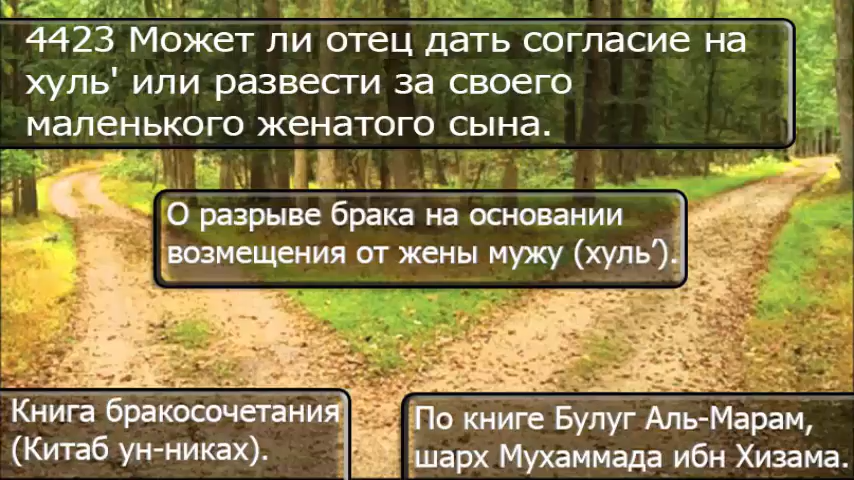 4423 Может ли отец дать согласие на
хуль' или развести за своего
маленького женатого сына.
О разрыве брака на основании
возмещения от жены мужу (хуль’).
Книга бракосочетания
(Китаб ун-никах).
По книге Булуг Аль-Марам,
шарх Мухаммада ибн Хизама.